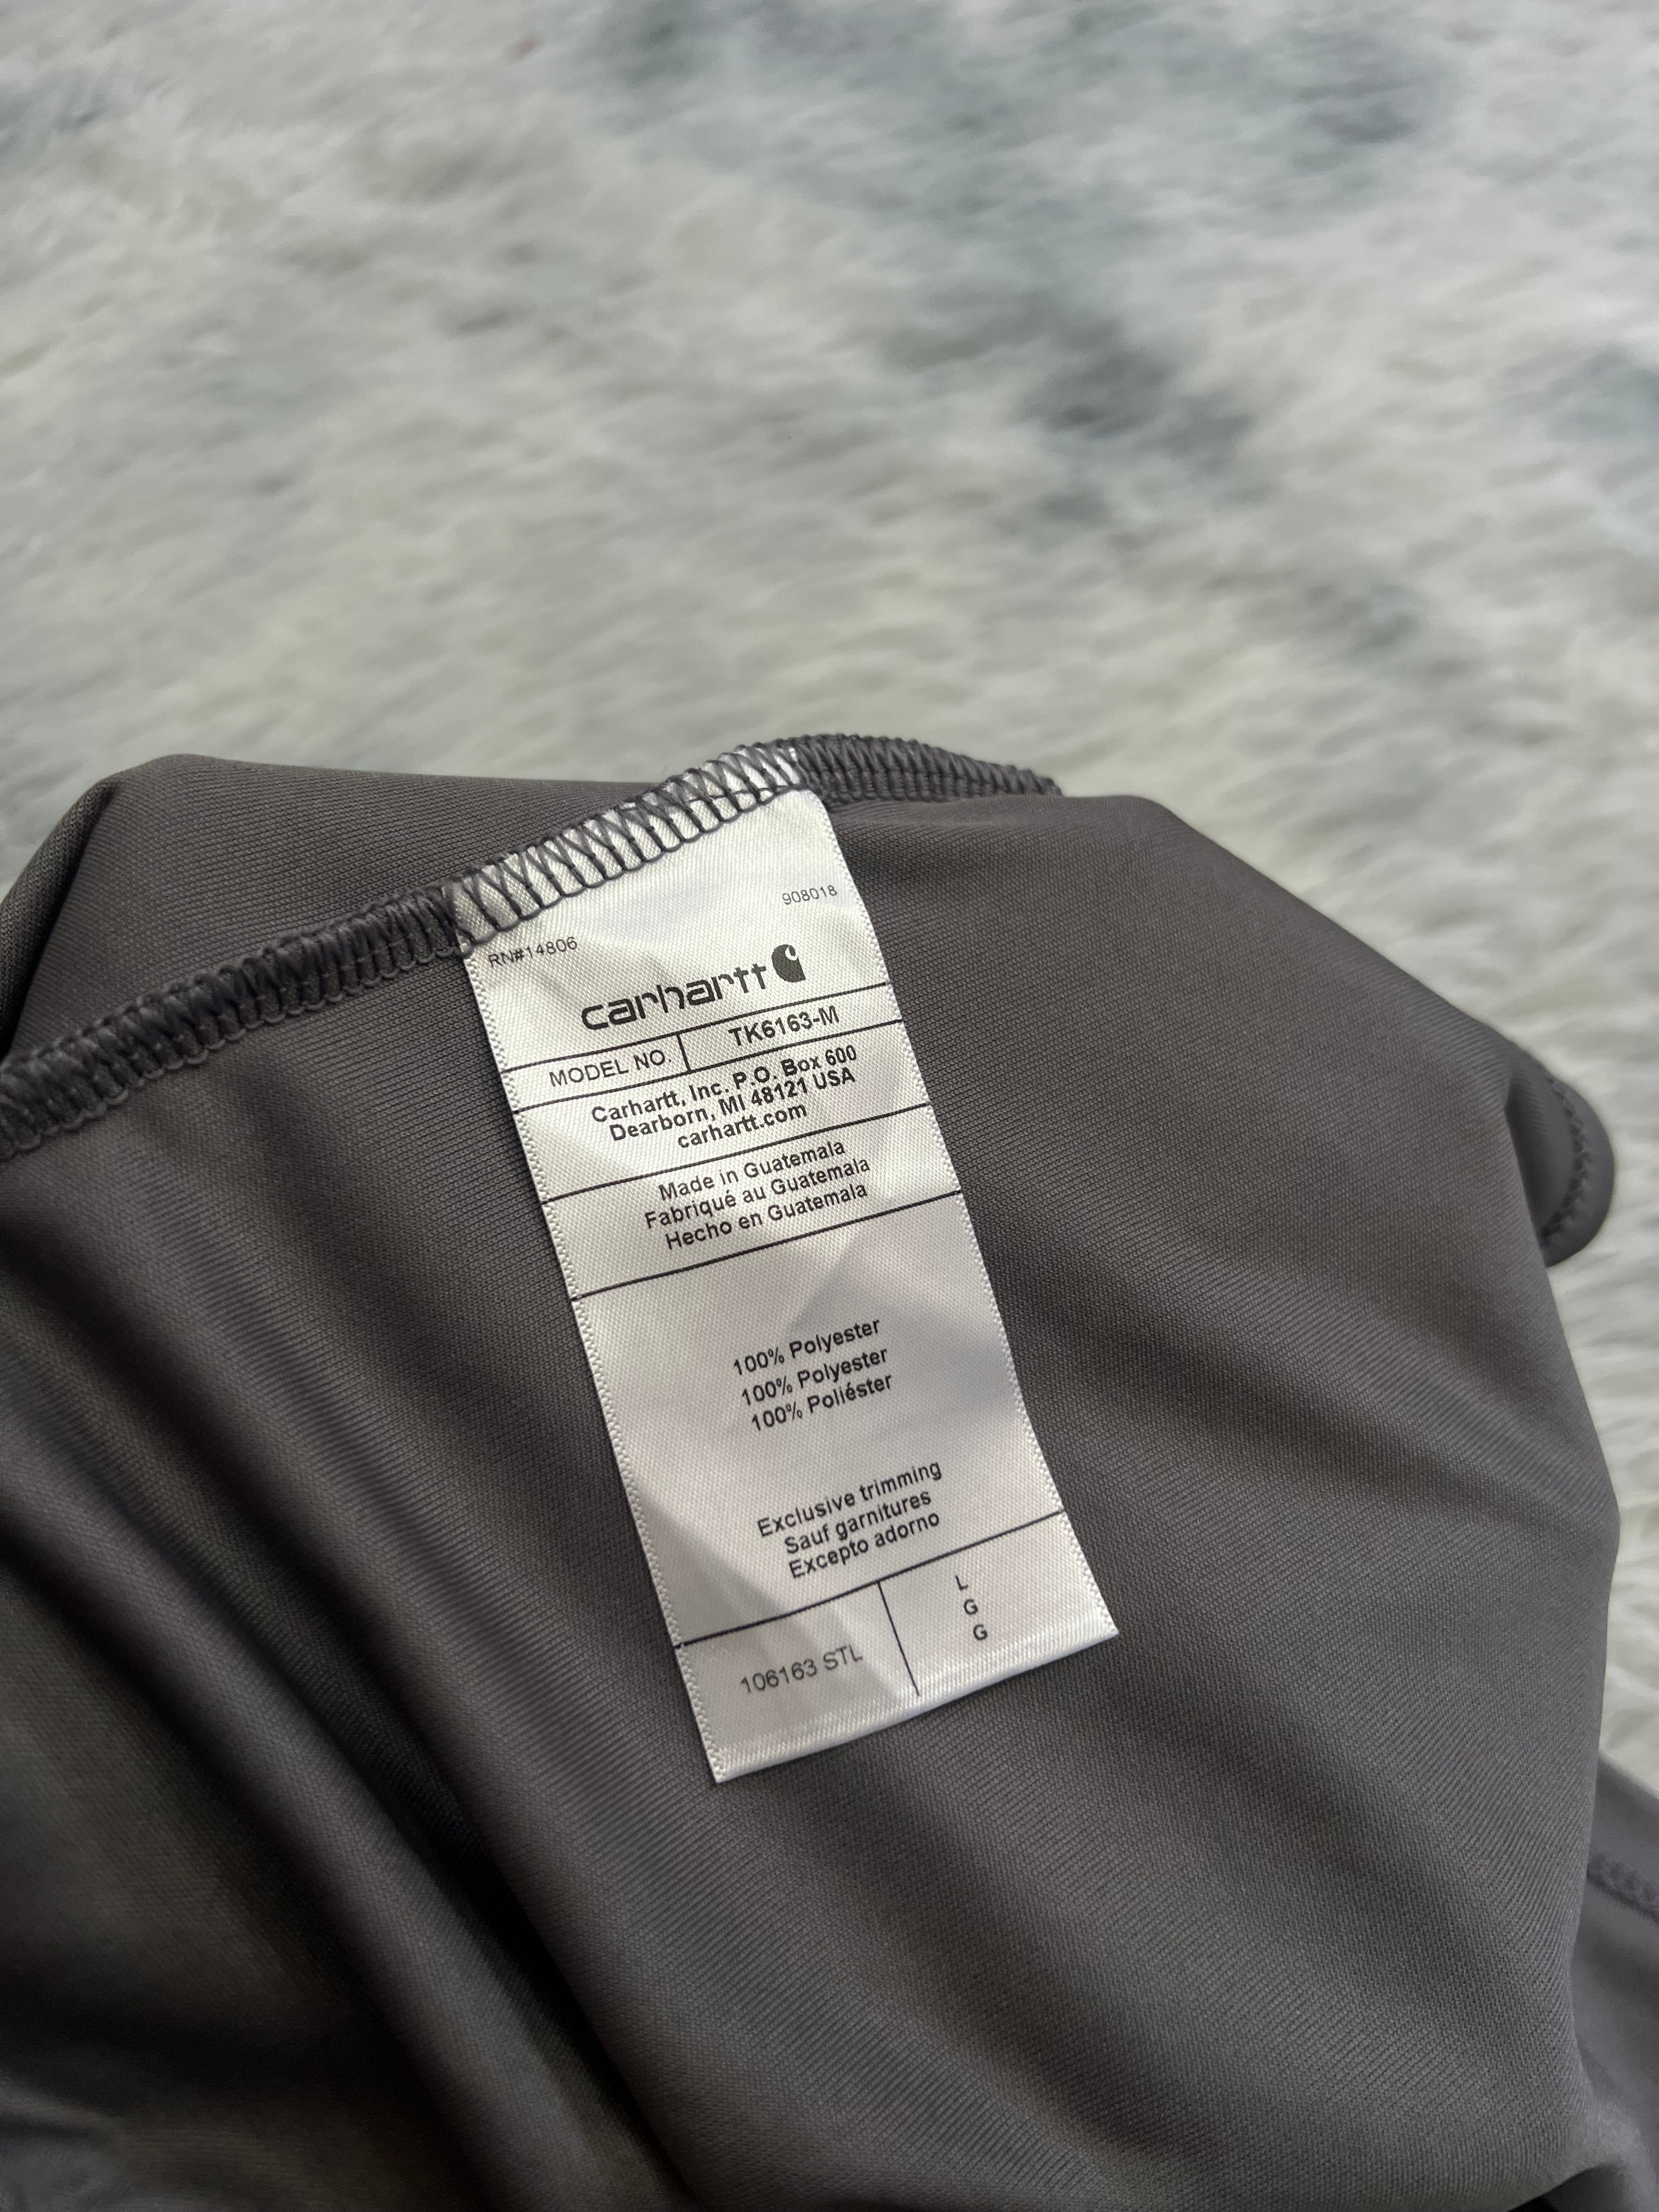 908018
RN#14806
carhartt
MODEL NO. TK6163-M
Carhartt, Inc. P.O. Box 600
Dearborn, MI 48121 USA
carhartt.com
Made in Guatemala
Fabriqué au Guatemala
Hecho en Guatemala
100% Polyester
100% Polyester
100% Poliéster
Exclusive trimming
Sauf garnitures
Excepto adorno
106163 STL
L
G
G